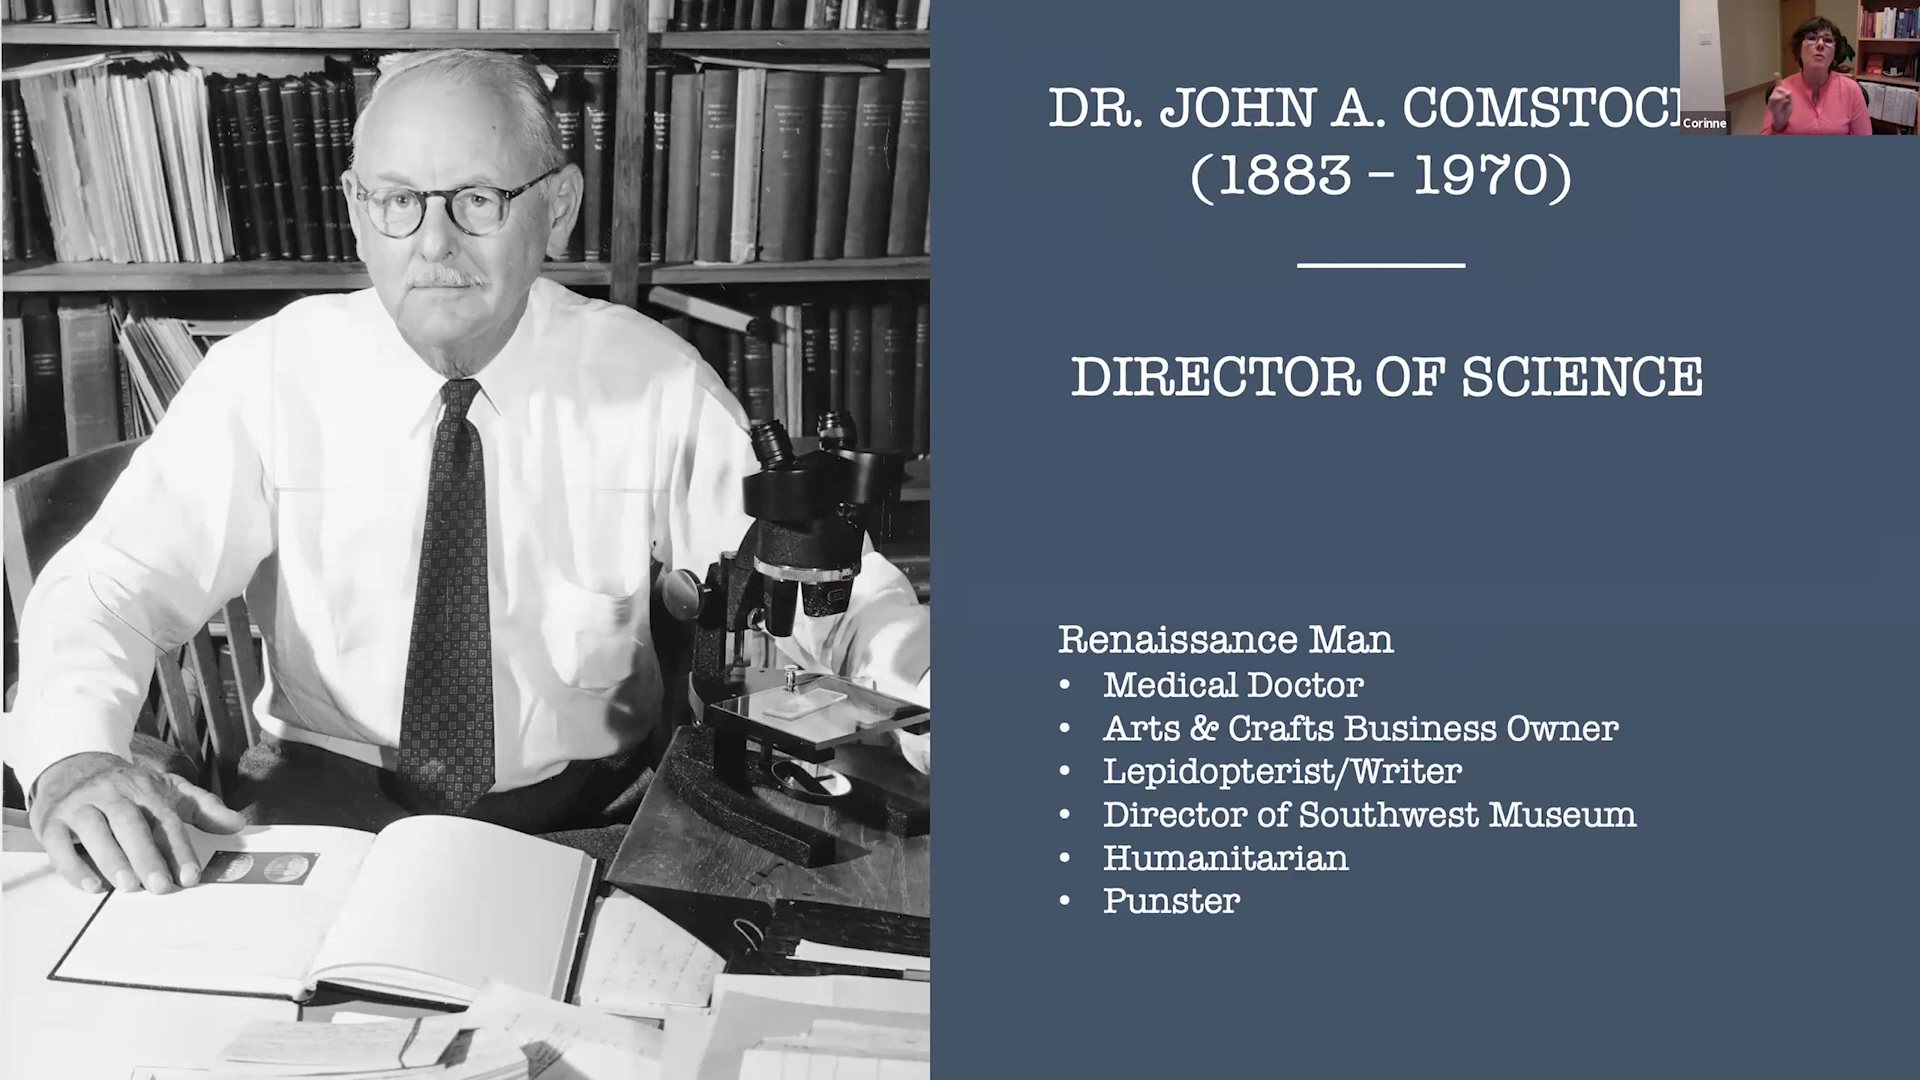 DR. JOHN A. COMSTOCK
Corinne
(1883 – 1970)
DIRECTOR OF SCIENCE
Renaissance Man
• Medical Doctor
• Arts & Crafts Business Owner
• Lepidopterist/Writer
• Director of Southwest Museum
• Humanitarian
• Punster